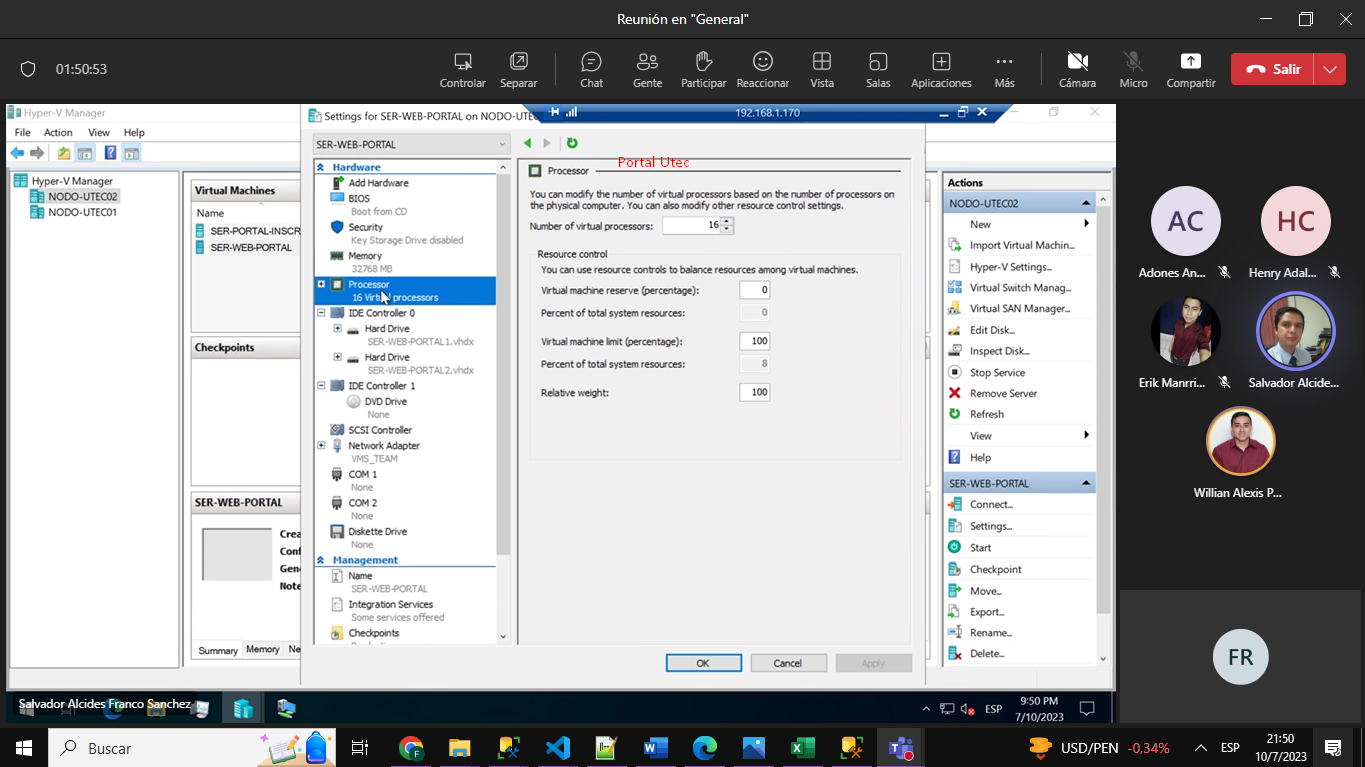 Reunión en "General"
01:50:53
Controlar
Separar
Chat
Gente
Participar
Reaccionar
Vista
Salas
Aplicaciones
Más
Cámara
Micro
Compartir
Salir
Hyper-V Manager
File Action View Help
Hyper-V Manager
NODO-UTEC02
NODO-UTEC01
Virtual Machines
Name
SER-PORTAL-INSCR
SER-WEB-PORTAL
Checkpoints
SER-WEB-PORTAL
Crea
Conf
Gene
Note
Summary Memory Ne
Settings for SER-WEB-PORTAL on NODO-UTEC
192.168.1.170
SER-WEB-PORTAL
Hardware
Add Hardware
BIOS
Boot from CD
Security
Key Storage Drive disabled
Memory
32768 MB
Processor
16 Virtual processors
IDE Controller 0
Hard Drive
SER-WEB-PORTAL1.vhdx
Hard Drive
SER-WEB-PORTAL2.vhdx
IDE Controller 1
DVD Drive
None
SCSI Controller
Network Adapter
VMS_TEAM
COM 1
None
COM 2
None
Diskette Drive
None
Management
Name
SER-WEB-PORTAL
Integration Services
Some services offered
Checkpoints
Portal Utec
Processor
You can modify the number of virtual processors based on the number of processors on
the physical computer. You can also modify other resource control settings.
Number of virtual processors: 16
Resource control
You can use resource controls to balance resources among virtual machines.
Virtual machine reserve (percentage): 0
Percent of total system resources: 0
Virtual machine limit (percentage): 100
Percent of total system resources: 8
Relative weight: 100
OK
Cancel
Apply
Actions
NODO-UTEC02
New
Import Virtual Machin...
Hyper-V Settings...
Virtual Switch Manag...
Virtual SAN Manager...
Edit Disk...
Inspect Disk...
Stop Service
Remove Server
Refresh
View
Help
SER-WEB-PORTAL
Connect...
Settings...
Start
Checkpoint
Move...
Export...
Rename...
Delete...
AC
Adones An...
HC
Henry Adal...
Erik Manrri...
Salvador Alcide...
Willian Alexis P...
FR
Salvador Alcides Franco Sanchez
ESP
9:50 PM
7/10/2023
Buscar
USD/PEN -0,34%
ESP
21:50
10/7/2023